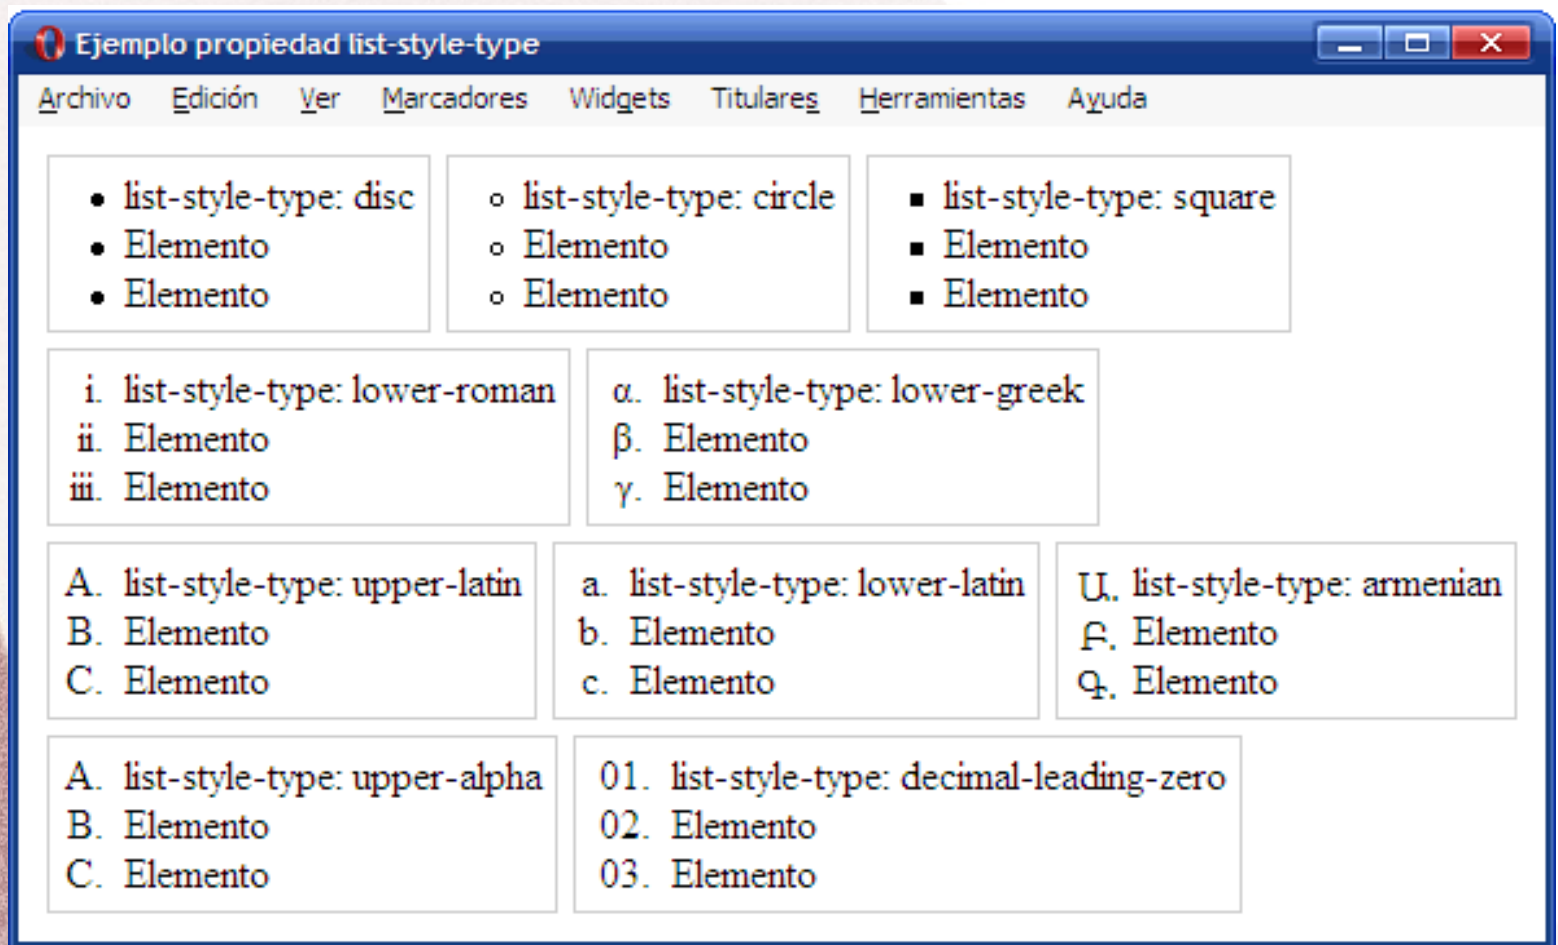 Ejemplo propiedad list-style-type
Archivo Edición Ver Marcadores Widgets Titulares Herramientas Ayuda
• list-style-type: disc
• Elemento
• Elemento
◦ list-style-type: circle
◦ Elemento
◦ Elemento
▪ list-style-type: square
▪ Elemento
▪ Elemento
i. list-style-type: lower-roman
ii. Elemento
iii. Elemento
α. list-style-type: lower-greek
β. Elemento
γ. Elemento
A. list-style-type: upper-latin
B. Elemento
C. Elemento
a. list-style-type: lower-latin
b. Elemento
c. Elemento
Ա. list-style-type: armenian
Բ. Elemento
Գ. Elemento
A. list-style-type: upper-alpha
B. Elemento
C. Elemento
01. list-style-type: decimal-leading-zero
02. Elemento
03. Elemento